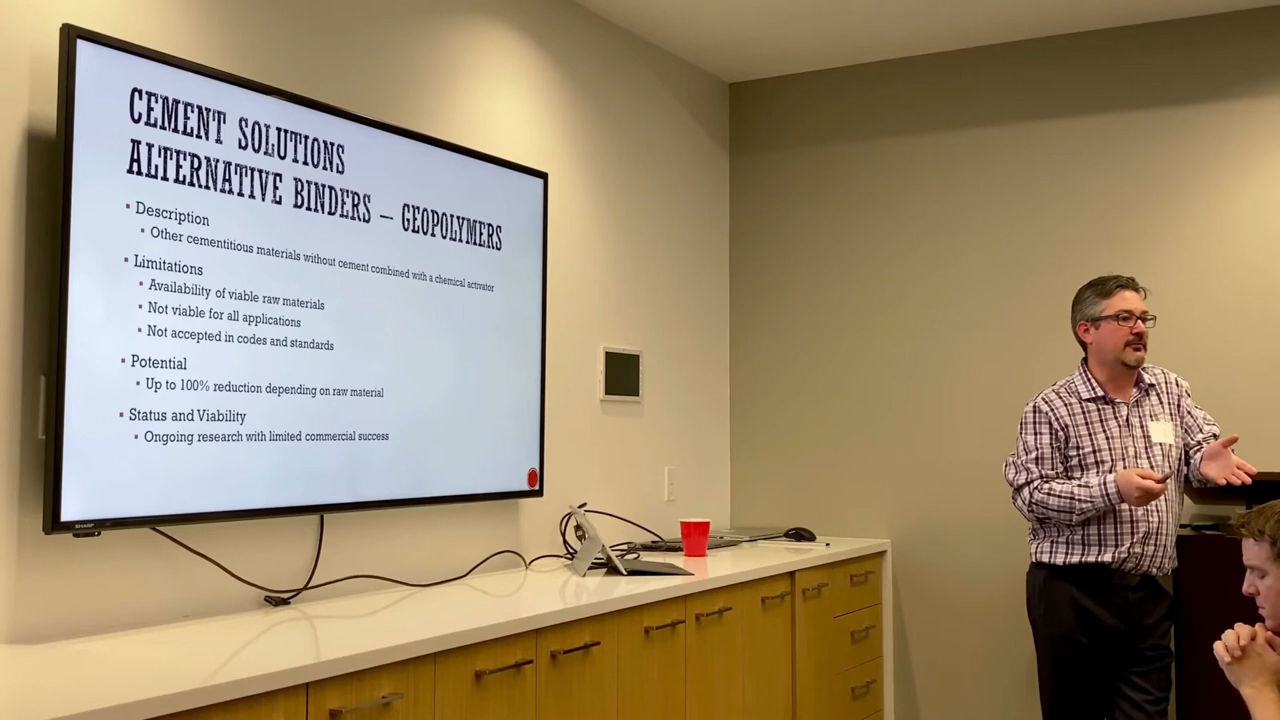 CEMENT SOLUTIONS
ALTERNATIVE BINDERS – GEOPOLYMERS
▪ Description
▪ Other cementitious materials without cement combined with a chemical activator
▪ Limitations
▪ Availability of viable raw materials
▪ Not viable for all applications
▪ Not accepted in codes and standards
▪ Potential
▪ Up to 100% reduction depending on raw material
▪ Status and Viability
▪ Ongoing research with limited commercial success
SHARP